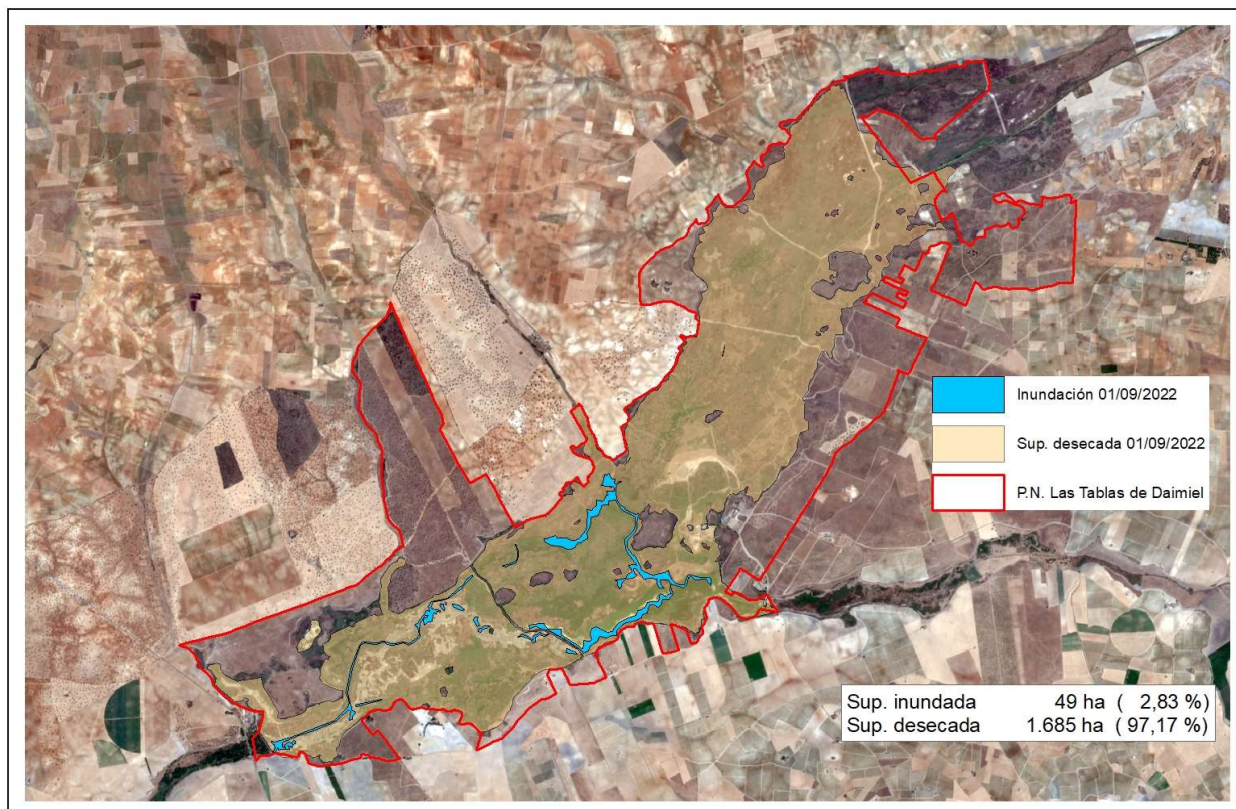 Inundación 01/09/2022
Sup. desecada 01/09/2022
P.N. Las Tablas de Daimiel
Sup. inundada 49 ha ( 2,83 %)
Sup. desecada 1.685 ha ( 97,17 %)